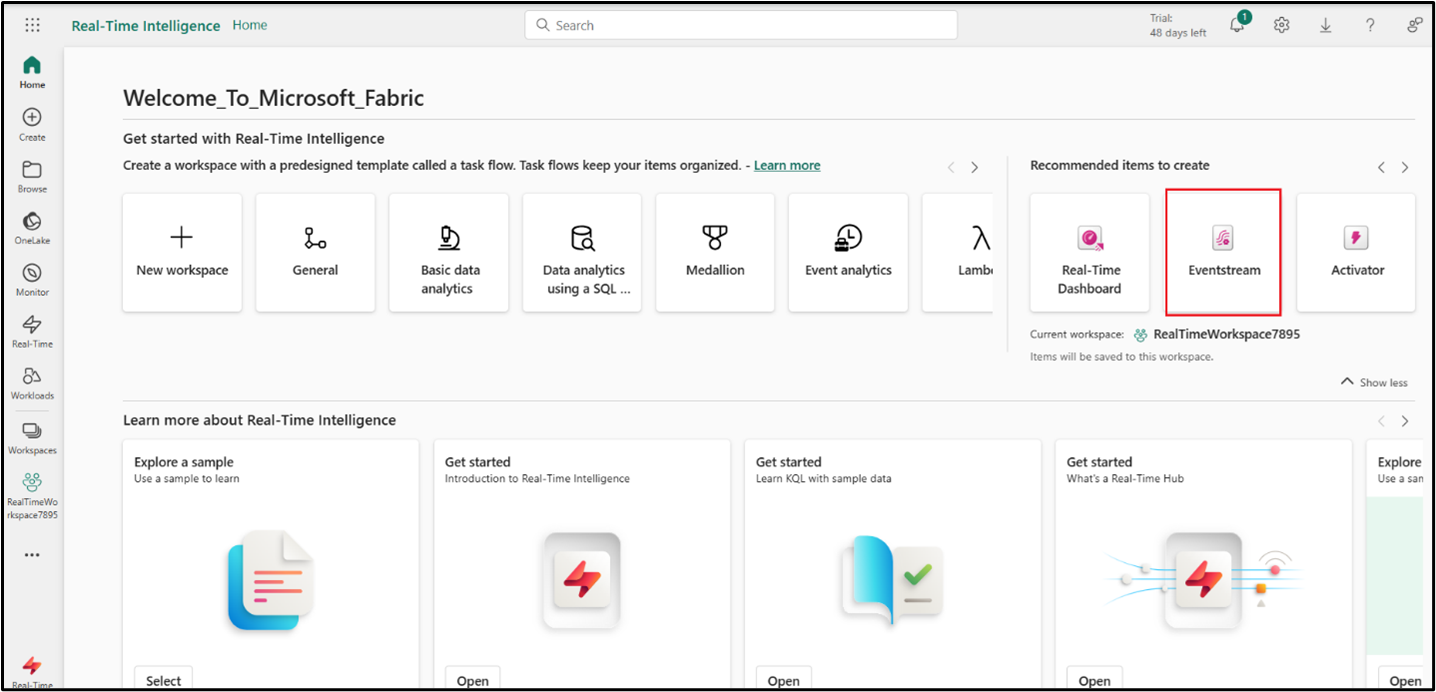 Real-Time Intelligence Home
Search
Trial:
48 days left
1
Home
Create
Browse
OneLake
Monitor
Real-Time
Workloads
Workspaces
RealTimeWo
rkspace7895
Real-Time
Welcome_To_Microsoft_Fabric
Get started with Real-Time Intelligence
Create a workspace with a predesigned template called a task flow. Task flows keep your items organized. - Learn more
New workspace
General
Basic data
analytics
Data analytics
using a SQL ...
Medallion
Event analytics
Lambo
Recommended items to create
Real-Time
Dashboard
Eventstream
Activator
Current workspace: RealTimeWorkspace7895
Items will be saved to this workspace.
Show less
Learn more about Real-Time Intelligence
Explore a sample
Use a sample to learn
Select
Get started
Introduction to Real-Time Intelligence
Open
Get started
Learn KQL with sample data
Open
Get started
What's a Real-Time Hub
Open
Explore
Use a san
Open